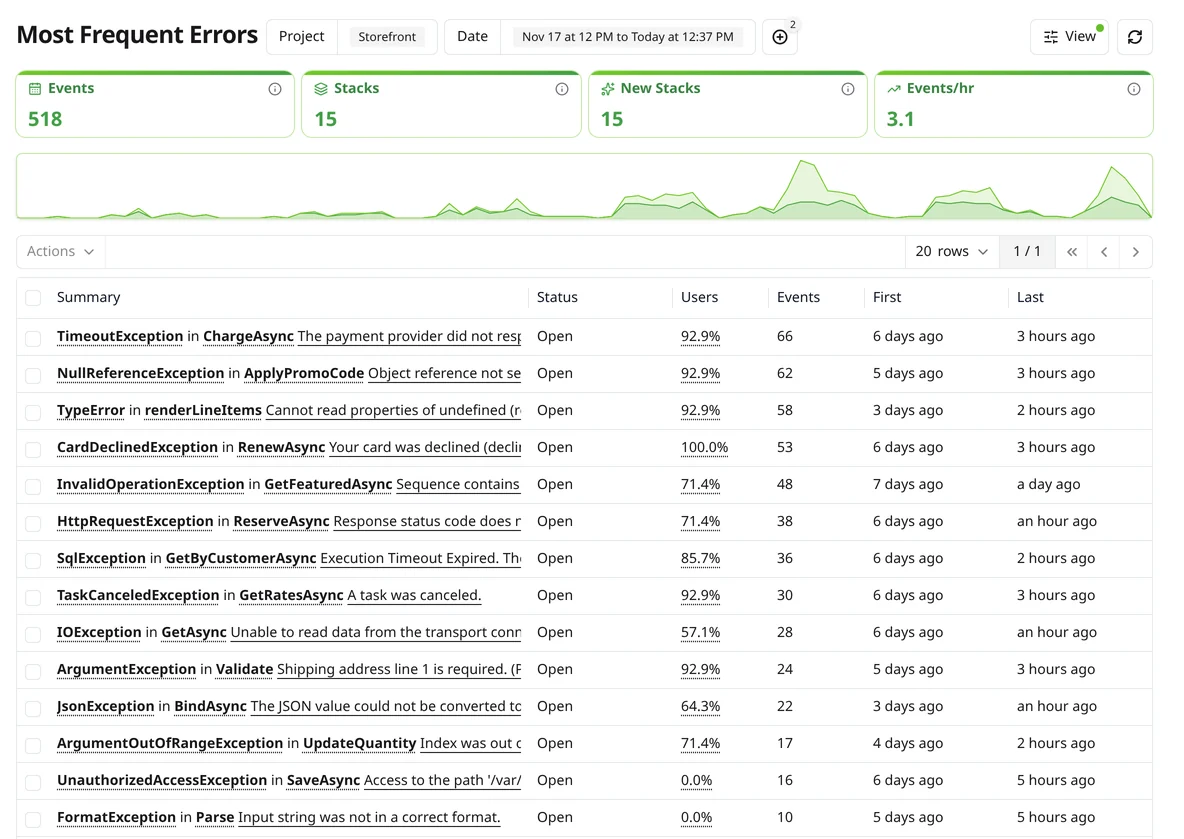 Most Frequent Errors Project Storefront Date Nov 17 at 12 PM to Today at 12:37 PM 2 View
Events Stacks New Stacks Events/hr
518 15 15 3.1
Actions 20 rows 1 / 1
Summary Status Users Events First Last
TimeoutException in ChargeAsync The payment provider did not resp Open 92.9% 66 6 days ago 3 hours ago
NullReferenceException in ApplyPromoCode Object reference not se Open 92.9% 62 5 days ago 3 hours ago
TypeError in renderLineItems Cannot read properties of undefined (r Open 92.9% 58 3 days ago 2 hours ago
CardDeclinedException in RenewAsync Your card was declined (declin Open 100.0% 53 6 days ago 3 hours ago
InvalidOperationException in GetFeaturedAsync Sequence contains Open 71.4% 48 7 days ago a day ago
HttpRequestException in ReserveAsync Response status code does n Open 71.4% 38 6 days ago an hour ago
SqlException in GetByCustomerAsync Execution Timeout Expired. The Open 85.7% 36 6 days ago 2 hours ago
TaskCanceledException in GetRatesAsync A task was canceled. Open 92.9% 30 6 days ago 3 hours ago
IOException in GetAsync Unable to read data from the transport conn Open 57.1% 28 6 days ago an hour ago
ArgumentException in Validate Shipping address line 1 is required. (P Open 92.9% 24 5 days ago 3 hours ago
JsonException in BindAsync The JSON value could not be converted to Open 64.3% 22 3 days ago an hour ago
ArgumentOutOfRangeException in UpdateQuantity Index was out o Open 71.4% 17 4 days ago 2 hours ago
UnauthorizedAccessException in SaveAsync Access to the path '/var/ Open 0.0% 16 6 days ago 5 hours ago
FormatException in Parse Input string was not in a correct format. Open 0.0% 10 5 days ago 5 hours ago